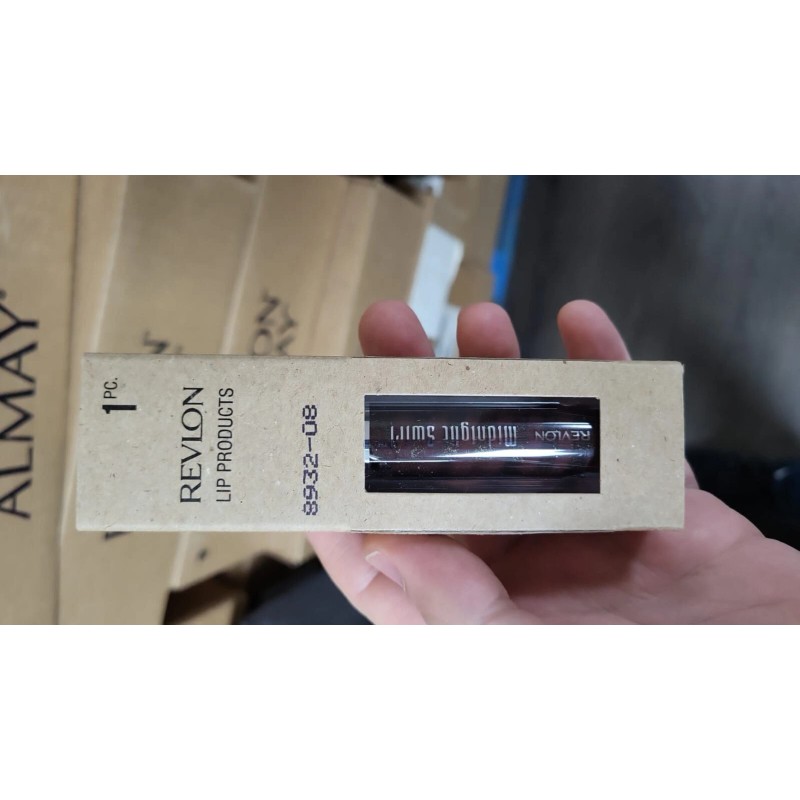 ALMAY
1 PC.
REVLON
LIP PRODUCTS
8932-08
REVLON
Midnight Swirl